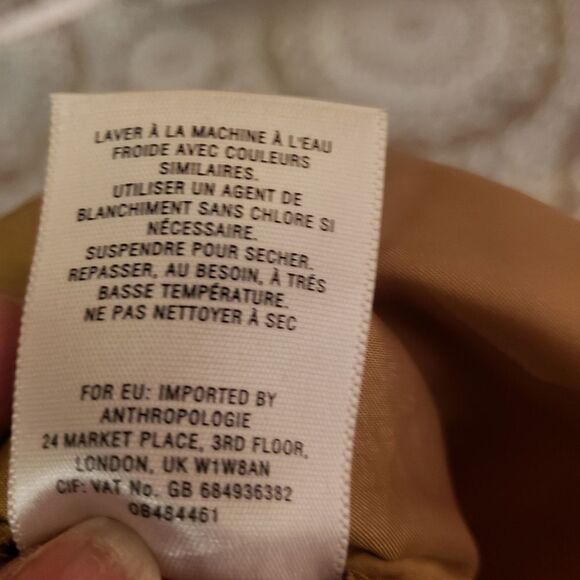 LAVER À LA MACHINE À L'EAU
FROIDE AVEC COULEURS
SIMILAIRES.
UTILISER UN AGENT DE
BLANCHIMENT SANS CHLORE SI
NÉCESSAIRE.
SUSPENDRE POUR SECHER.
REPASSER, AU BESOIN, À TRÉS
BASSE TEMPÉRATURE.
NE PAS NETTOYER À SEC
FOR EU: IMPORTED BY
ANTHROPOLOGIE
24 MARKET PLACE, 3RD FLOOR,
LONDON, UK W1W8AN
CIF: VAT No. GB 684936382
08484461